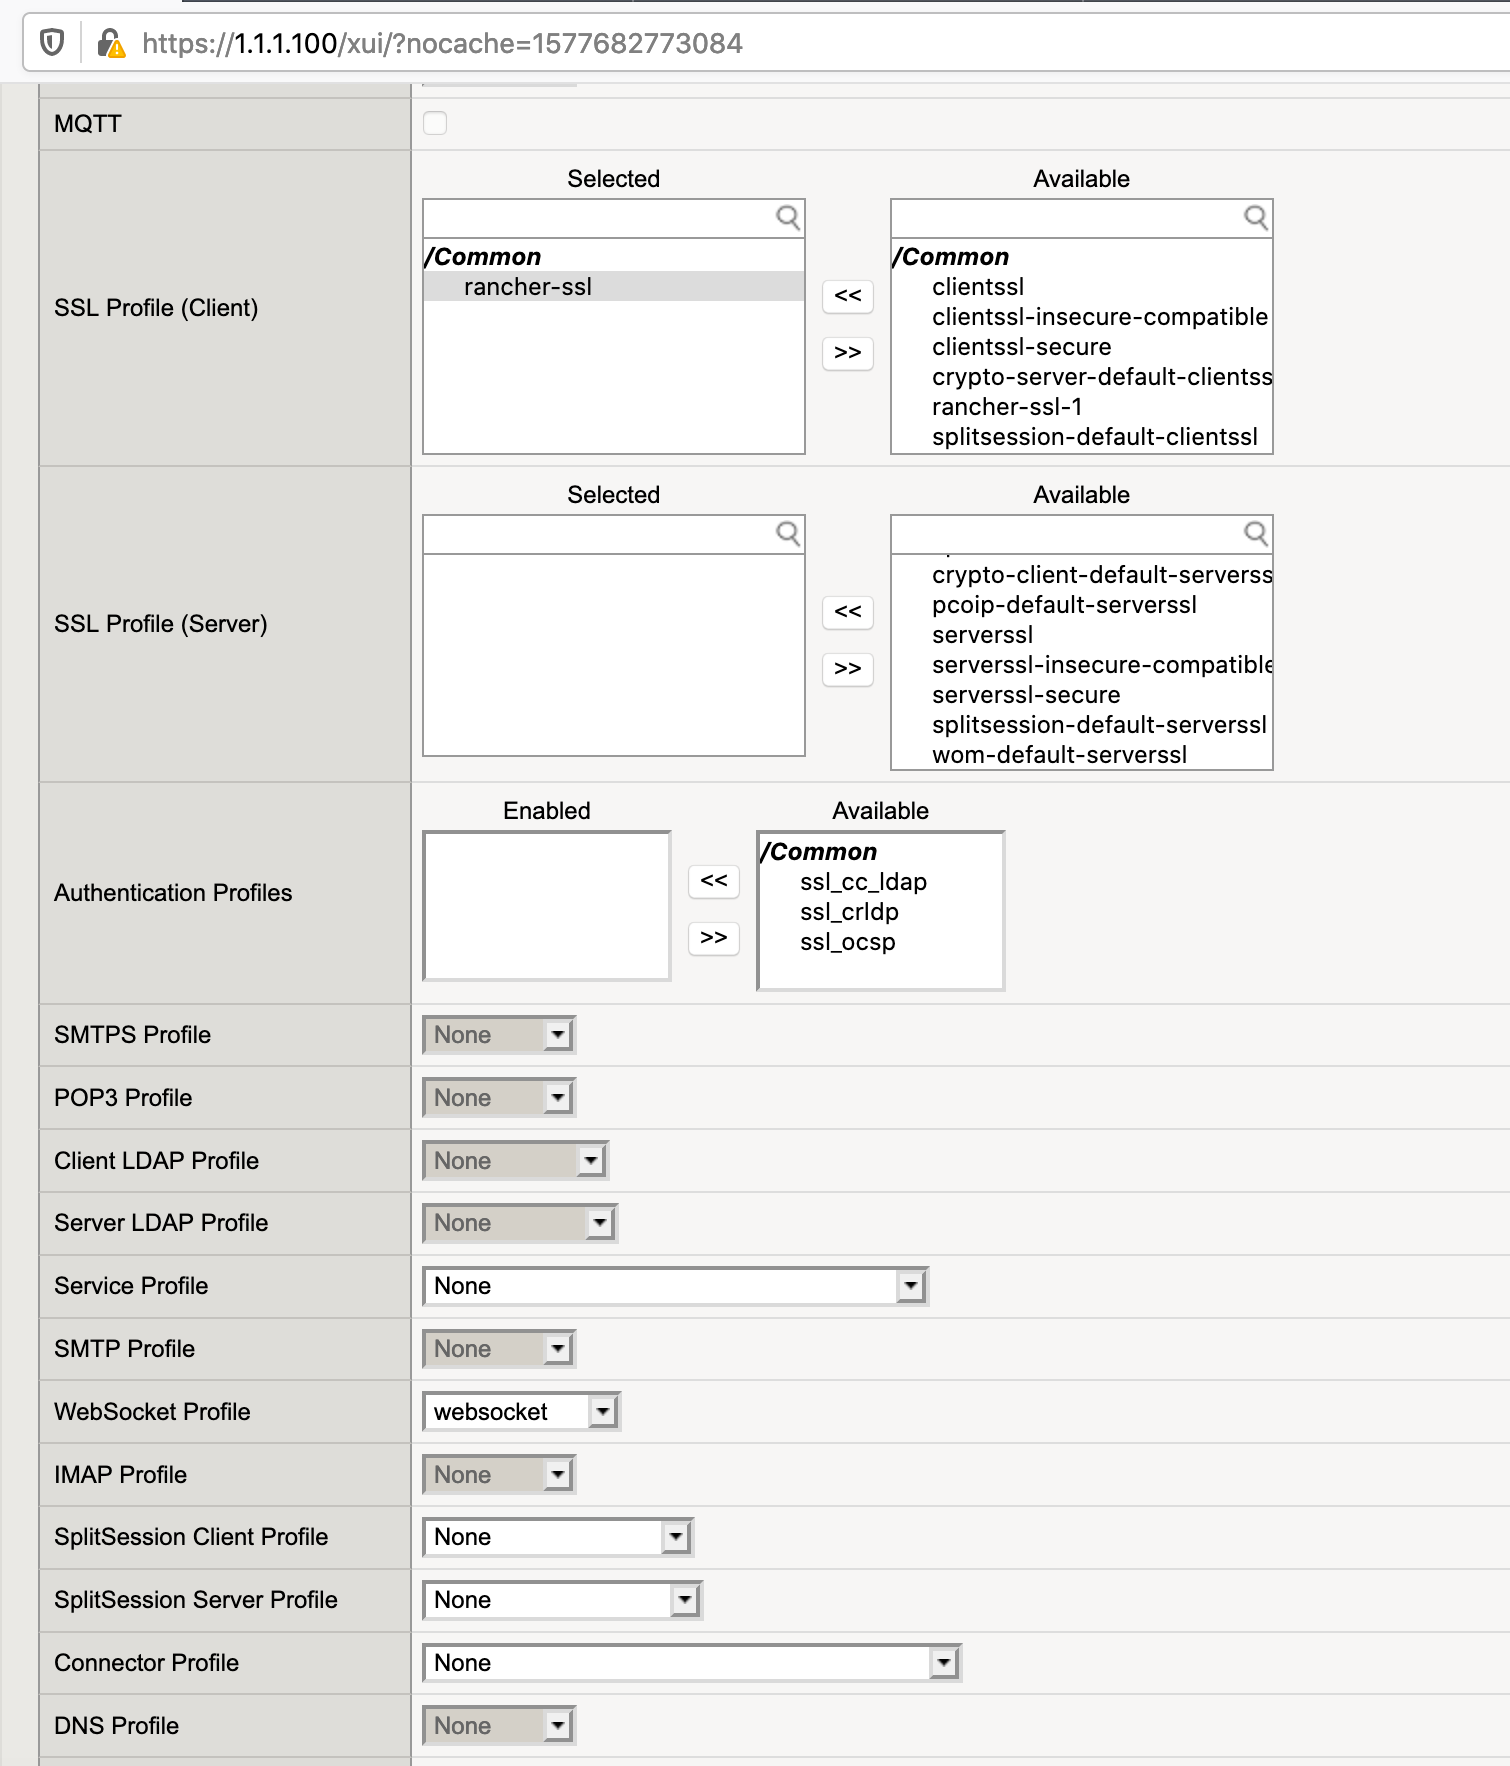 https://1.1.1.100/xui/?nocache=1577682773084
MQTT
SSL Profile (Client)
Selected
/Common
rancher-ssl
<<
>>
Available
/Common
clientssl
clientssl-insecure-compatible
clientssl-secure
crypto-server-default-clientss
rancher-ssl-1
splitsession-default-clientssl
SSL Profile (Server)
Selected
<<
>>
Available
crypto-client-default-serverss
pcoip-default-serverssl
serverssl
serverssl-insecure-compatible
serverssl-secure
splitsession-default-serverssl
wom-default-serverssl
Authentication Profiles
Enabled
<<
>>
Available
/Common
ssl_cc_ldap
ssl_crldp
ssl_ocsp
SMTPS Profile None
POP3 Profile None
Client LDAP Profile None
Server LDAP Profile None
Service Profile None
SMTP Profile None
WebSocket Profile websocket
IMAP Profile None
SplitSession Client Profile None
SplitSession Server Profile None
Connector Profile None
DNS Profile None